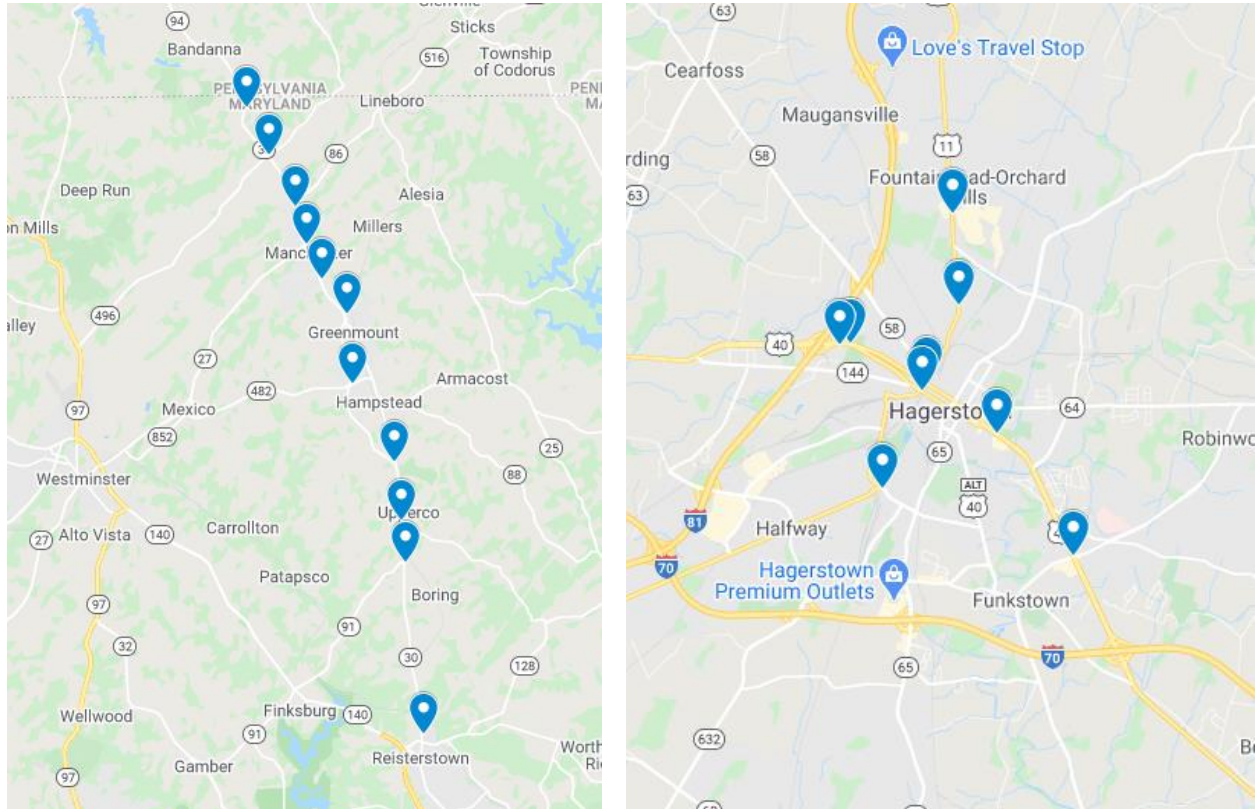 94
Bandanna
Sticks
516
Township
of Codorus
MARYLAND
Lineboro
86
Deep Run
Alesia
Millers
496
Greenmount
27
482
Armacost
Hampstead
Mexico
97
852
25
88
Westminster
27
Alto Vista
140
Carrollton
Patapsco
Boring
97
91
32
30
128
Finksburg
140
Wellwood
91
Reisterstown
Gamber
97
63
Love's Travel Stop
Cearfoss
Maugansville
58
11
63
40
58
144
64
65
ALT
40
81
Halfway
70
Hagerstown
Premium Outlets
Funkstown
70
65
632